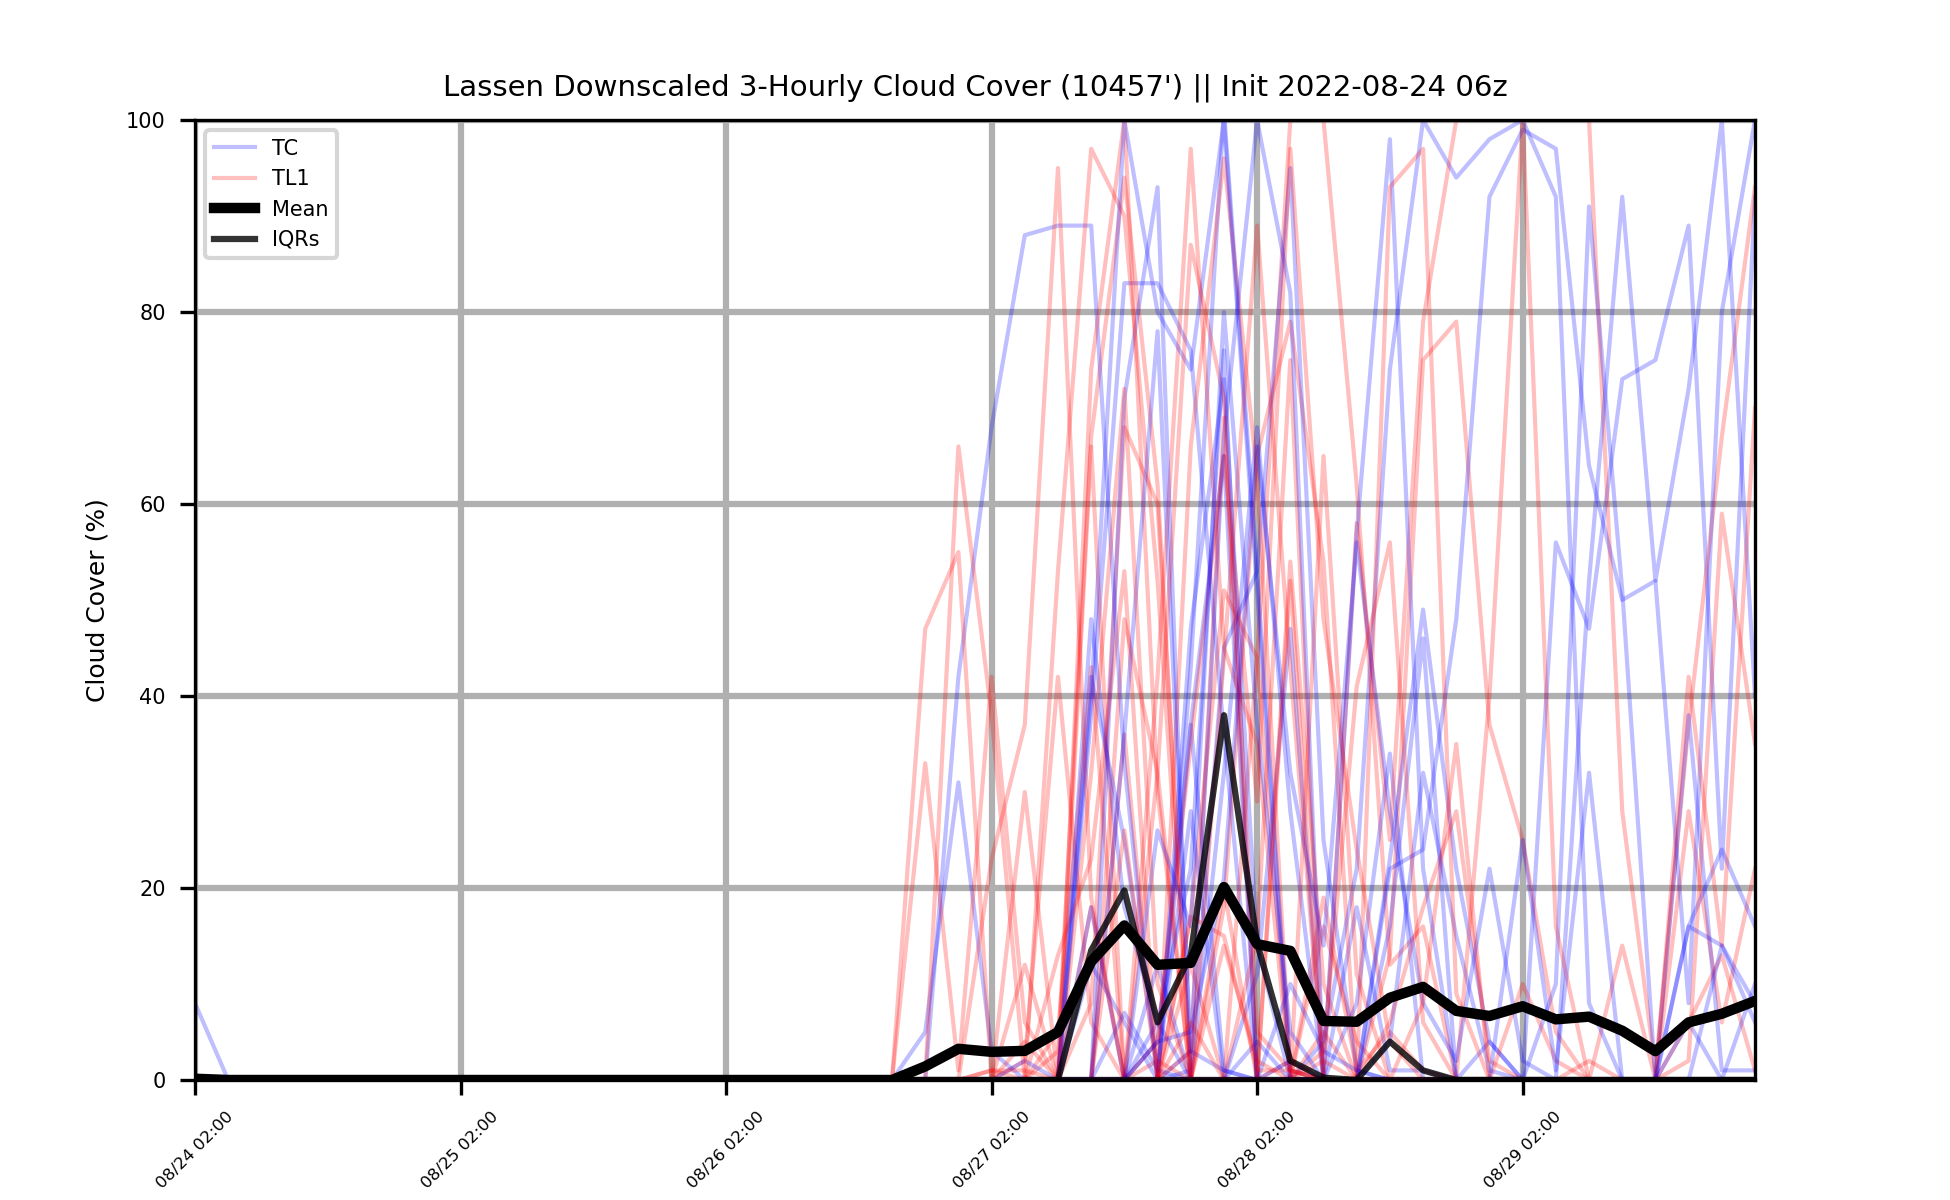 Lassen Downscaled 3-Hourly Cloud Cover (10457') || Init 2022-08-24 06z
100
80
60
40
20
0
Cloud Cover (%)
TC
TL1
Mean
IQRs
08/24 02:00
08/25 02:00
08/26 02:00
08/27 02:00
08/28 02:00
08/29 02:00